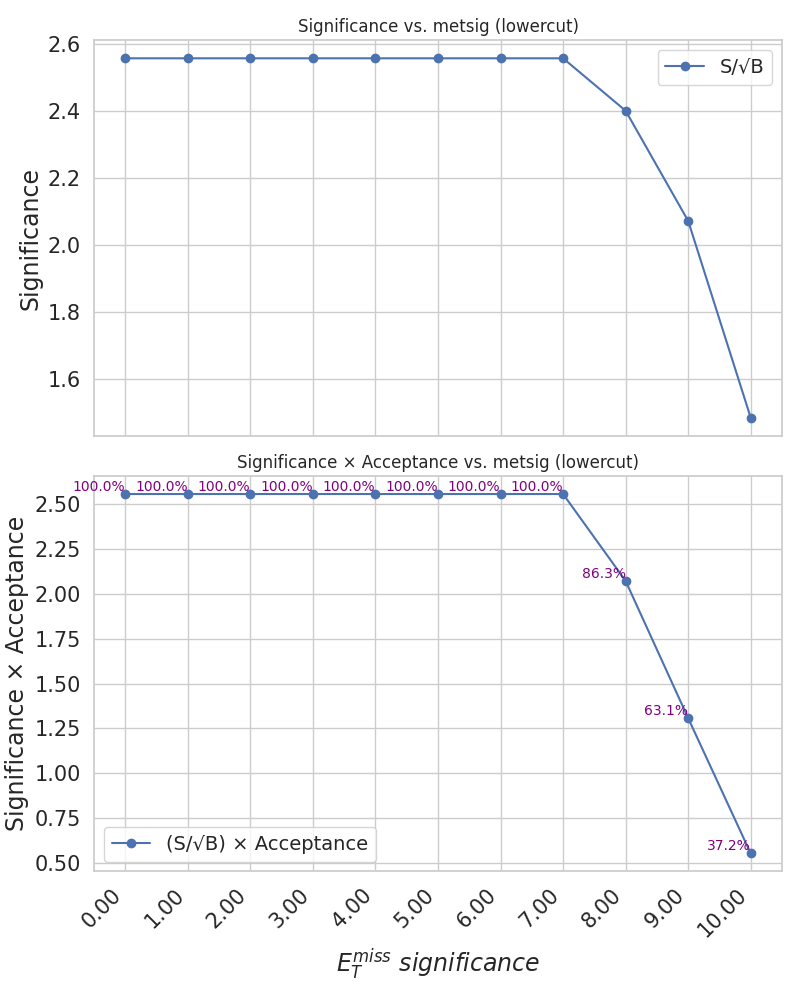 Significance vs. metsig (lowercut)
2.6
2.4
2.2
2.0
1.8
1.6
Significance
S/√B
Significance × Acceptance vs. metsig (lowercut)
2.50
2.25
2.00
1.75
1.50
1.25
1.00
0.75
0.50
Significance × Acceptance
100.0% 100.0% 100.0% 100.0% 100.0% 100.0% 100.0% 100.0%
86.3%
63.1%
37.2%
(S/√B) × Acceptance
0.00 1.00 2.00 3.00 4.00 5.00 6.00 7.00 8.00 9.00 10.00
$E_T^{miss}$ significance